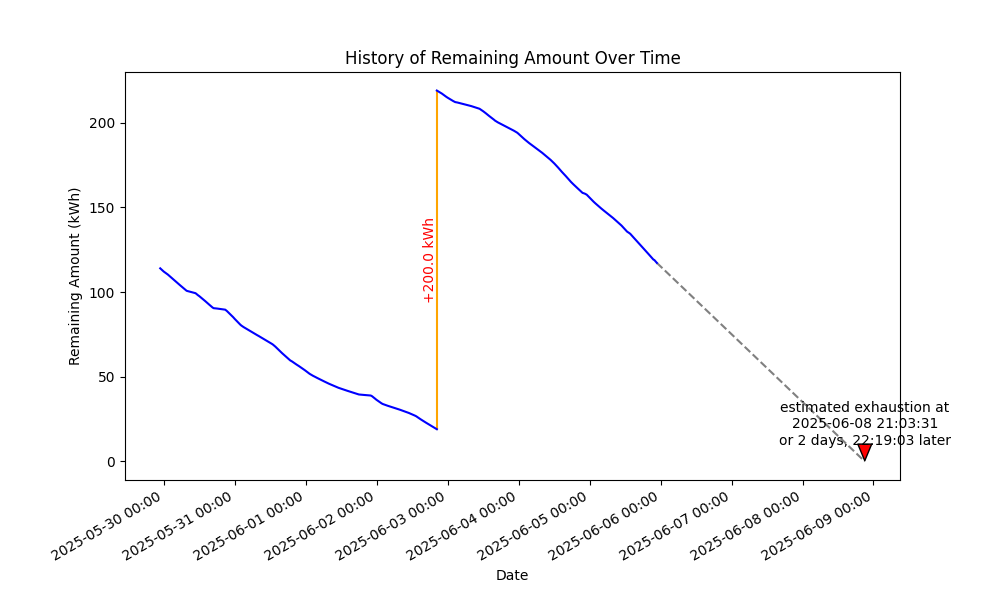 History of Remaining Amount Over Time
Remaining Amount (kWh)
200
150
100
50
0
+200.0 kWh
estimated exhaustion at
2025-06-08 21:03:31
or 2 days, 22:19:03 later
2025-05-30 00:00
2025-05-31 00:00
2025-06-01 00:00
2025-06-02 00:00
2025-06-03 00:00
2025-06-04 00:00
2025-06-05 00:00
2025-06-06 00:00
2025-06-07 00:00
2025-06-08 00:00
2025-06-09 00:00
Date